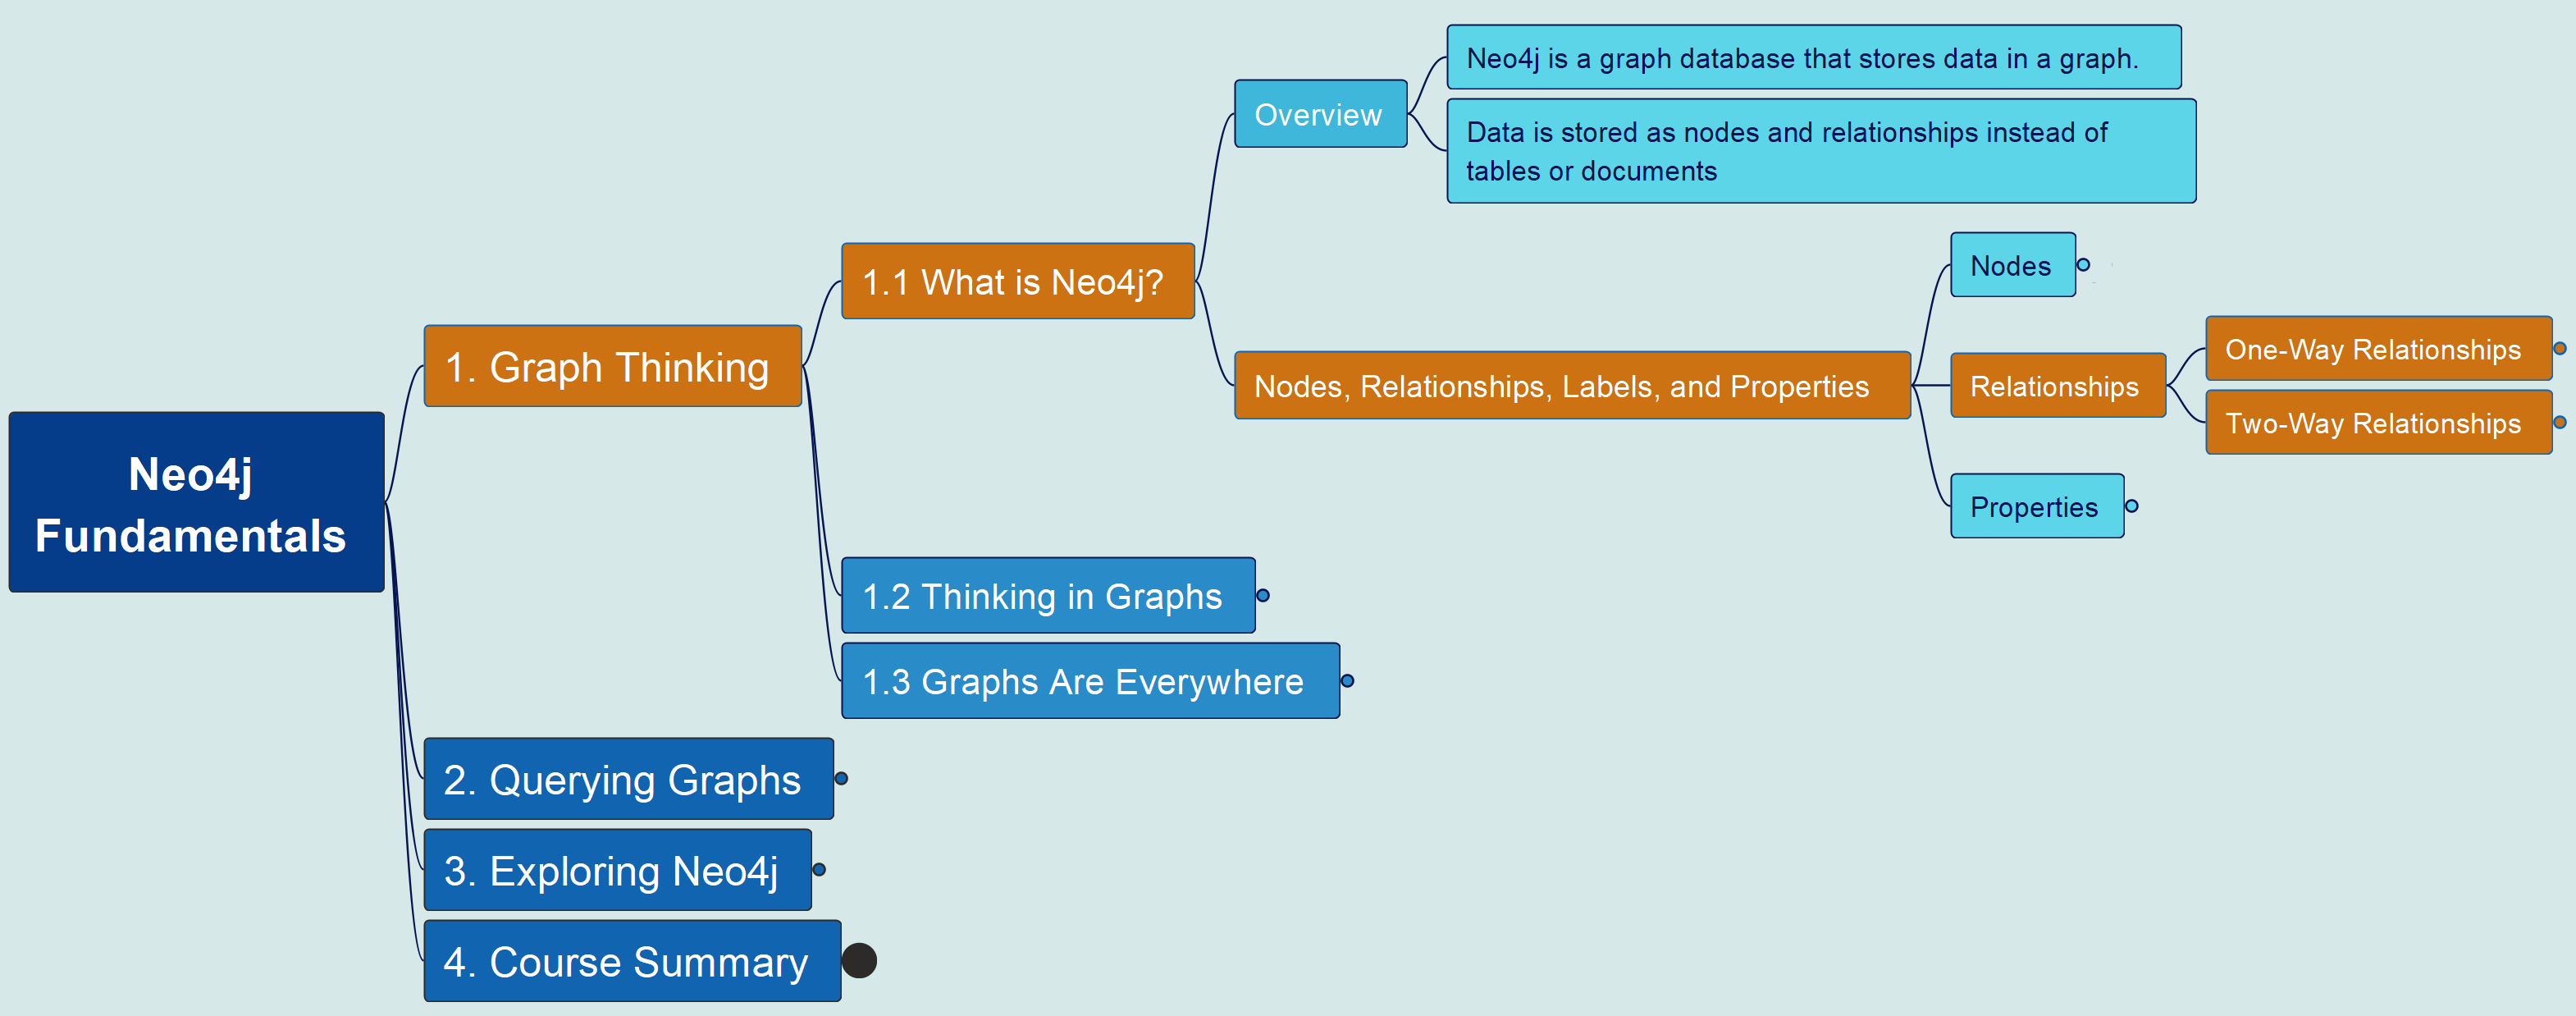 Neo4j
Fundamentals
1. Graph Thinking
1.1 What is Neo4j?
Overview
Neo4j is a graph database that stores data in a graph.
Data is stored as nodes and relationships instead of
tables or documents
Nodes, Relationships, Labels, and Properties
Nodes
Relationships
One-Way Relationships
Two-Way Relationships
Properties
1.2 Thinking in Graphs
1.3 Graphs Are Everywhere
2. Querying Graphs
3. Exploring Neo4j
4. Course Summary